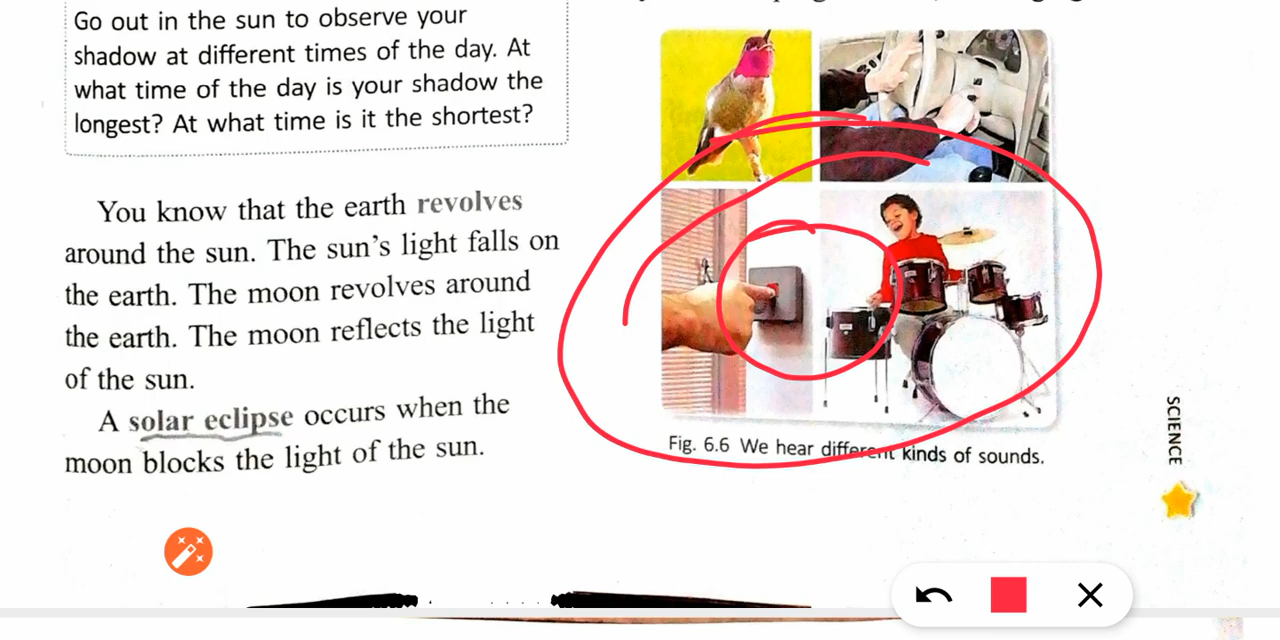 Go out in the sun to observe your
shadow at different times of the day. At
what time of the day is your shadow the
longest? At what time is it the shortest?
You know that the earth revolves
around the sun. The sun's light falls on
the earth. The moon revolves around
the earth. The moon reflects the light
of the sun.
A solar eclipse occurs when the
moon blocks the light of the sun.
Fig. 6.6 We hear different kinds of sounds.
SCIENCE